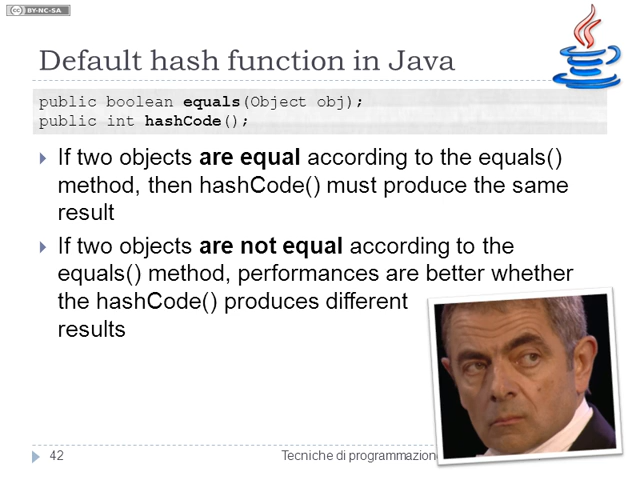 BY-NC-SA
Default hash function in Java
public boolean equals(Object obj);
public int hashCode();
If two objects are equal according to the equals()
method, then hashCode() must produce the same
result
If two objects are not equal according to the
equals() method, performances are better whether
the hashCode() produces different
results
42
Tecniche di programmazione